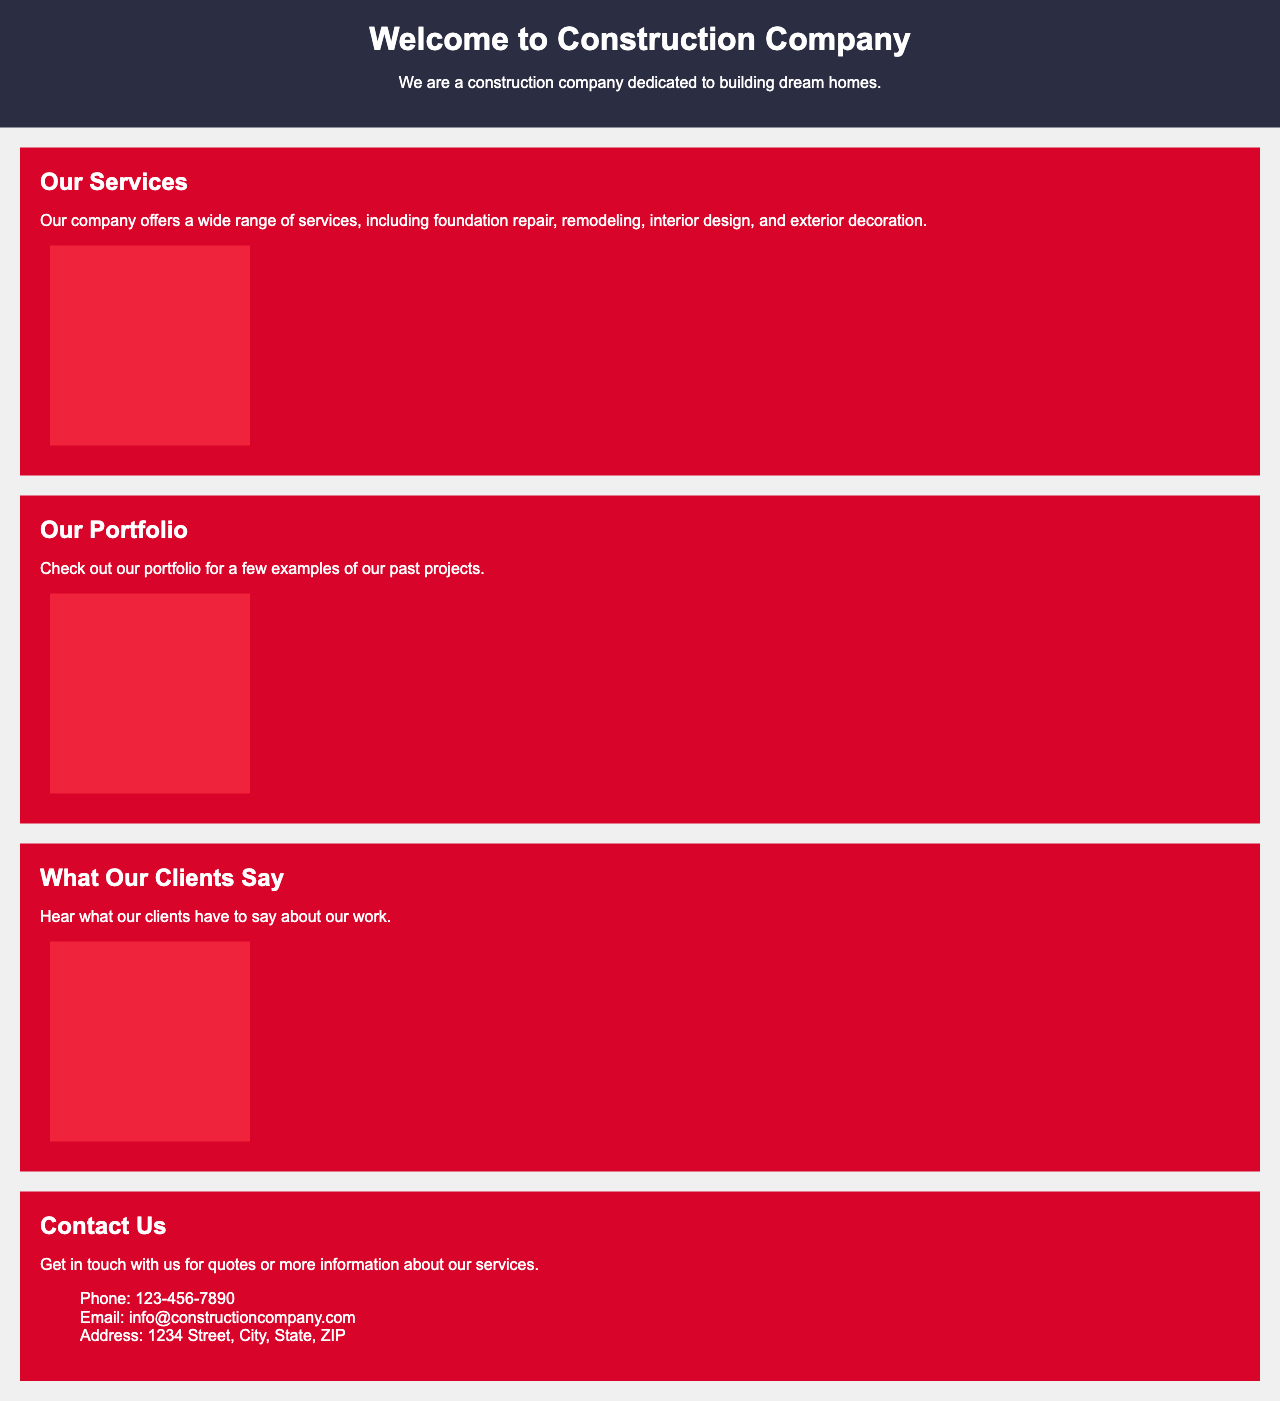 Welcome to Construction Company
We are a construction company dedicated to building dream homes.
Our Services
Our company offers a wide range of services, including foundation repair, remodeling, interior design, and exterior decoration.
Our Portfolio
Check out our portfolio for a few examples of our past projects.
What Our Clients Say
Hear what our clients have to say about our work.
Contact Us
Get in touch with us for quotes or more information about our services.
Phone: 123-456-7890
Email: info@constructioncompany.com
Address: 1234 Street, City, State, ZIP